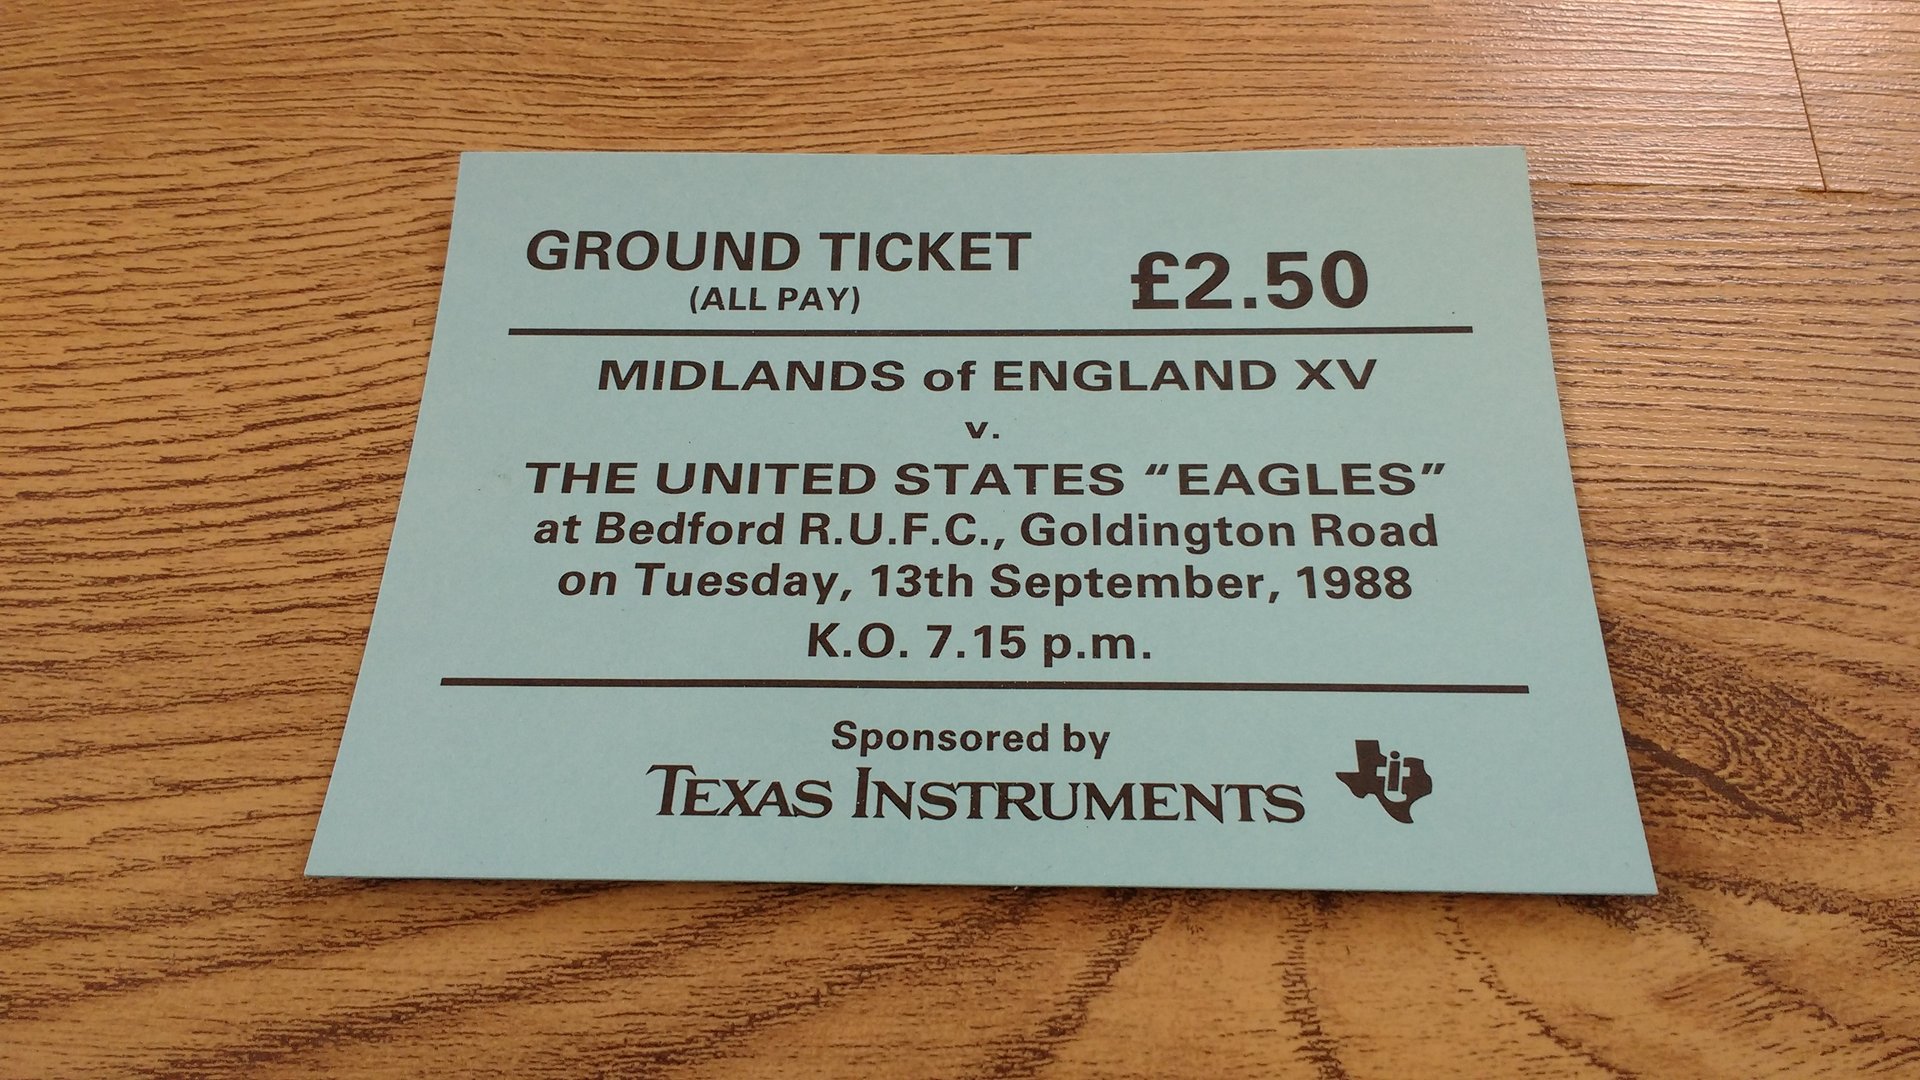 GROUND TICKET £2.50
(ALL PAY)
MIDLANDS of ENGLAND XV
v.
THE UNITED STATES “EAGLES”
at Bedford R.U.F.C., Goldington Road
on Tuesday, 13th September, 1988
K.O. 7.15 p.m.
Sponsored by
TEXAS INSTRUMENTS